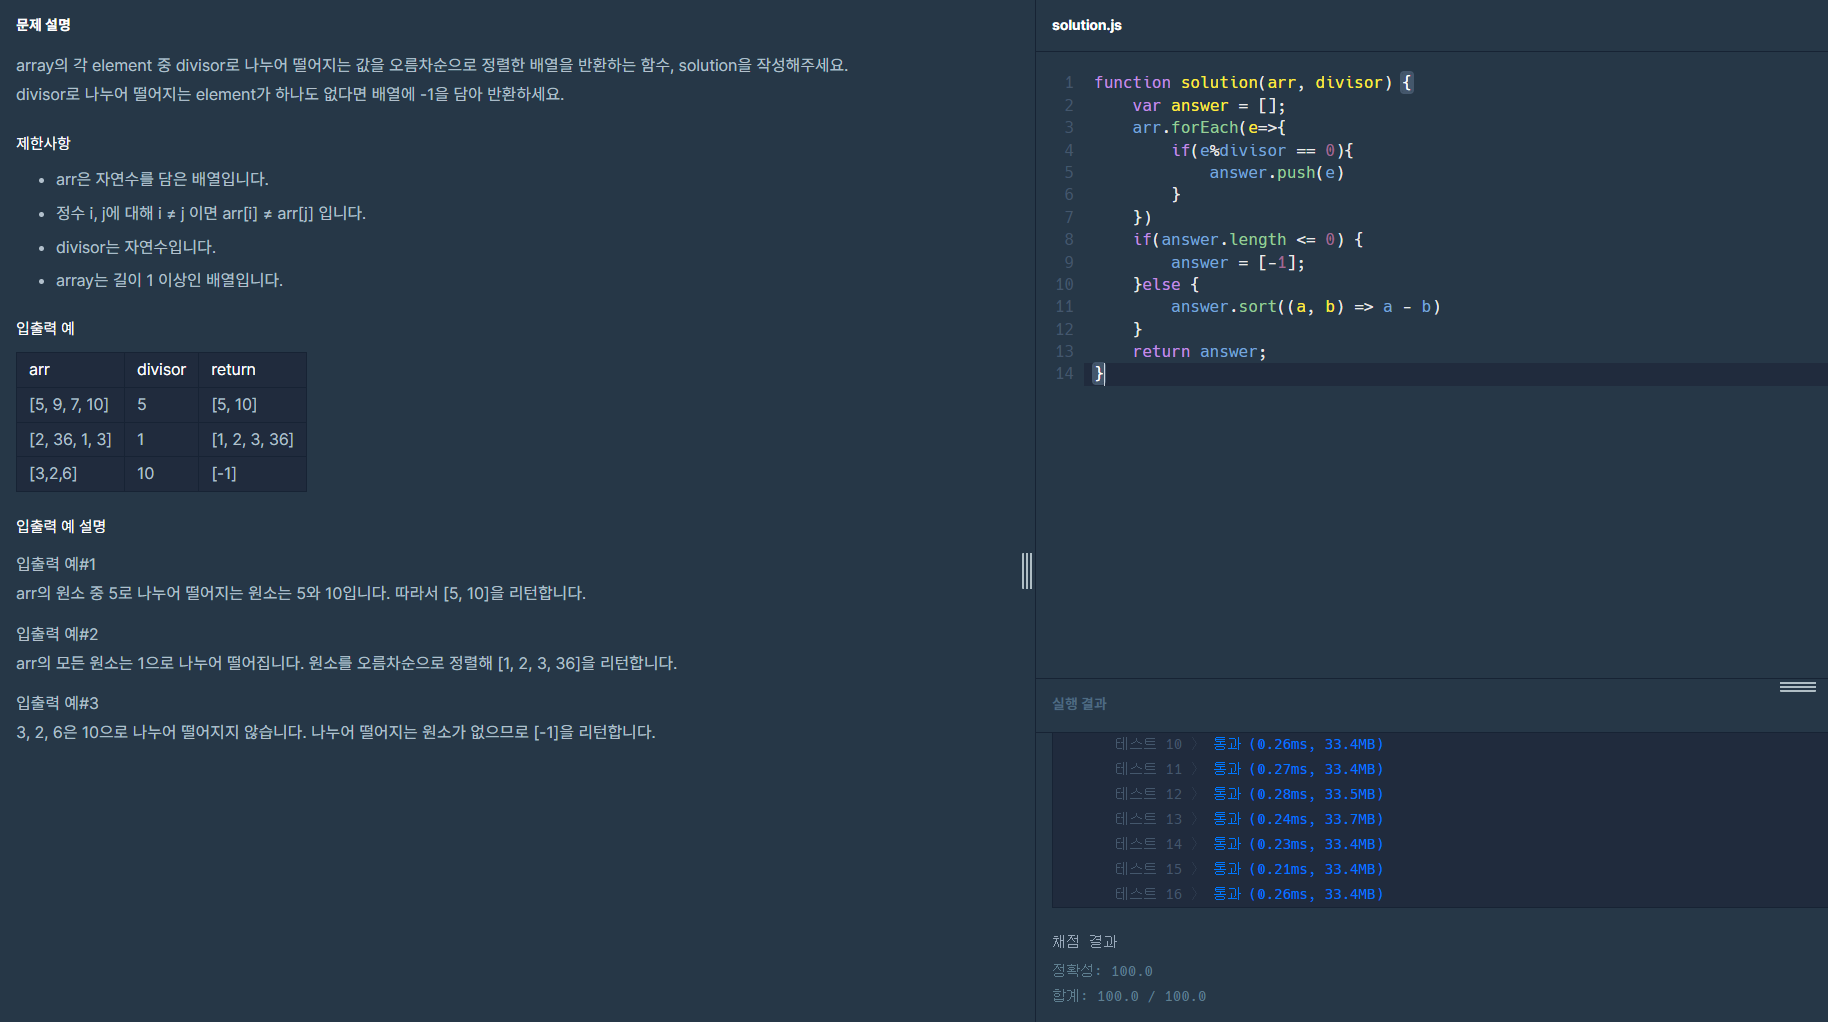 문제 설명
array의 각 element 중 divisor로 나누어 떨어지는 값을 오름차순으로 정렬한 배열을 반환하는 함수, solution을 작성해주세요.
divisor로 나누어 떨어지는 element가 하나도 없다면 배열에 -1을 담아 반환하세요.
제한사항
• arr은 자연수를 담은 배열입니다.
• 정수 i, j에 대해 i ≠ j 이면 arr[i] ≠ arr[j] 입니다.
• divisor는 자연수입니다.
• array는 길이 1 이상인 배열입니다.
입출력 예
arr divisor return
[5, 9, 7, 10] 5 [5, 10]
[2, 36, 1, 3] 1 [1, 2, 3, 36]
[3,2,6] 10 [-1]
입출력 예 설명
입출력 예#1
arr의 원소 중 5로 나누어 떨어지는 원소는 5와 10입니다. 따라서 [5, 10]을 리턴합니다.
입출력 예#2
arr의 모든 원소는 1으로 나누어 떨어집니다. 원소를 오름차순으로 정렬해 [1, 2, 3, 36]을 리턴합니다.
입출력 예#3
3, 2, 6은 10으로 나누어 떨어지지 않습니다. 나누어 떨어지는 원소가 없으므로 [-1]을 리턴합니다.
solution.js
1 function solution(arr, divisor) {
2     var answer = [];
3     arr.forEach(e=>{
4         if(e%divisor == 0){
5             answer.push(e)
6         }
7     })
8     if(answer.length <= 0) {
9         answer = [-1];
10     }else {
11         answer.sort((a, b) => a - b)
12     }
13     return answer;
14 }
실행 결과
테스트 10 〉 통과 (0.26ms, 33.4MB)
테스트 11 〉 통과 (0.27ms, 33.4MB)
테스트 12 〉 통과 (0.28ms, 33.5MB)
테스트 13 〉 통과 (0.24ms, 33.7MB)
테스트 14 〉 통과 (0.23ms, 33.4MB)
테스트 15 〉 통과 (0.21ms, 33.4MB)
테스트 16 〉 통과 (0.26ms, 33.4MB)
채점 결과
정확성: 100.0
합계: 100.0 / 100.0